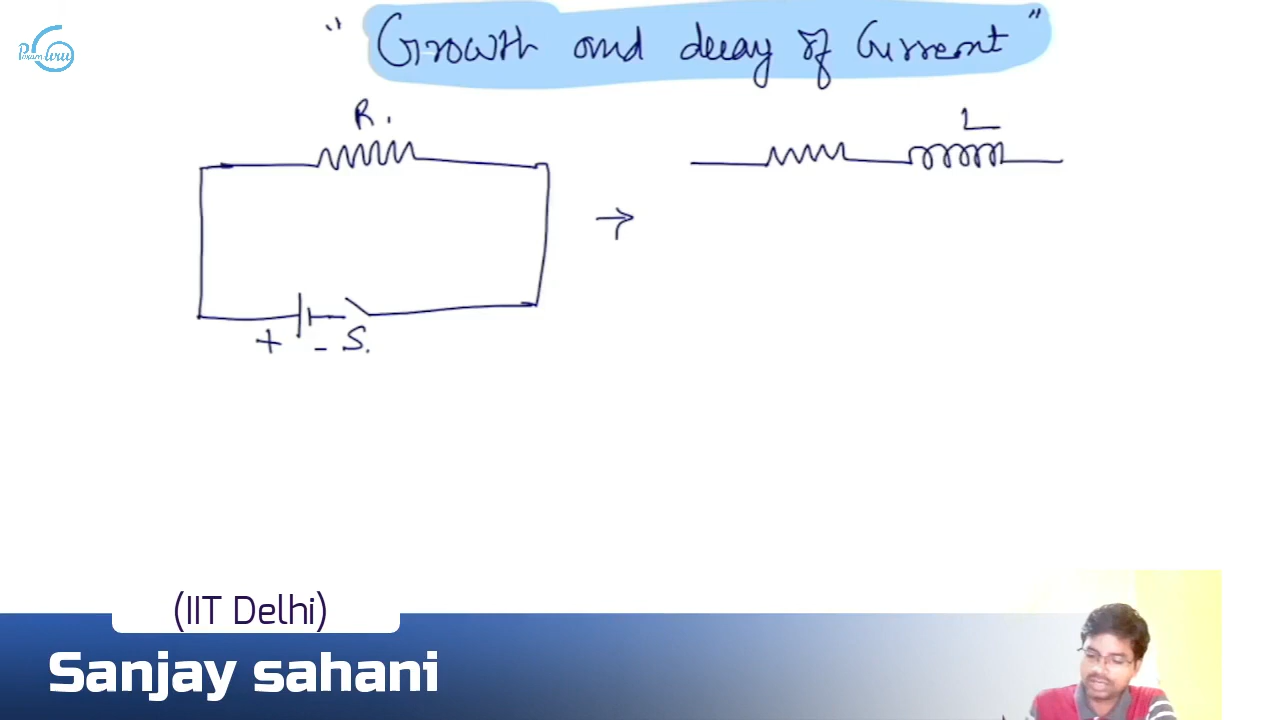 "Growth and decay of Current"
R.
L
+ - S.
(IIT Delhi)
Sanjay sahani